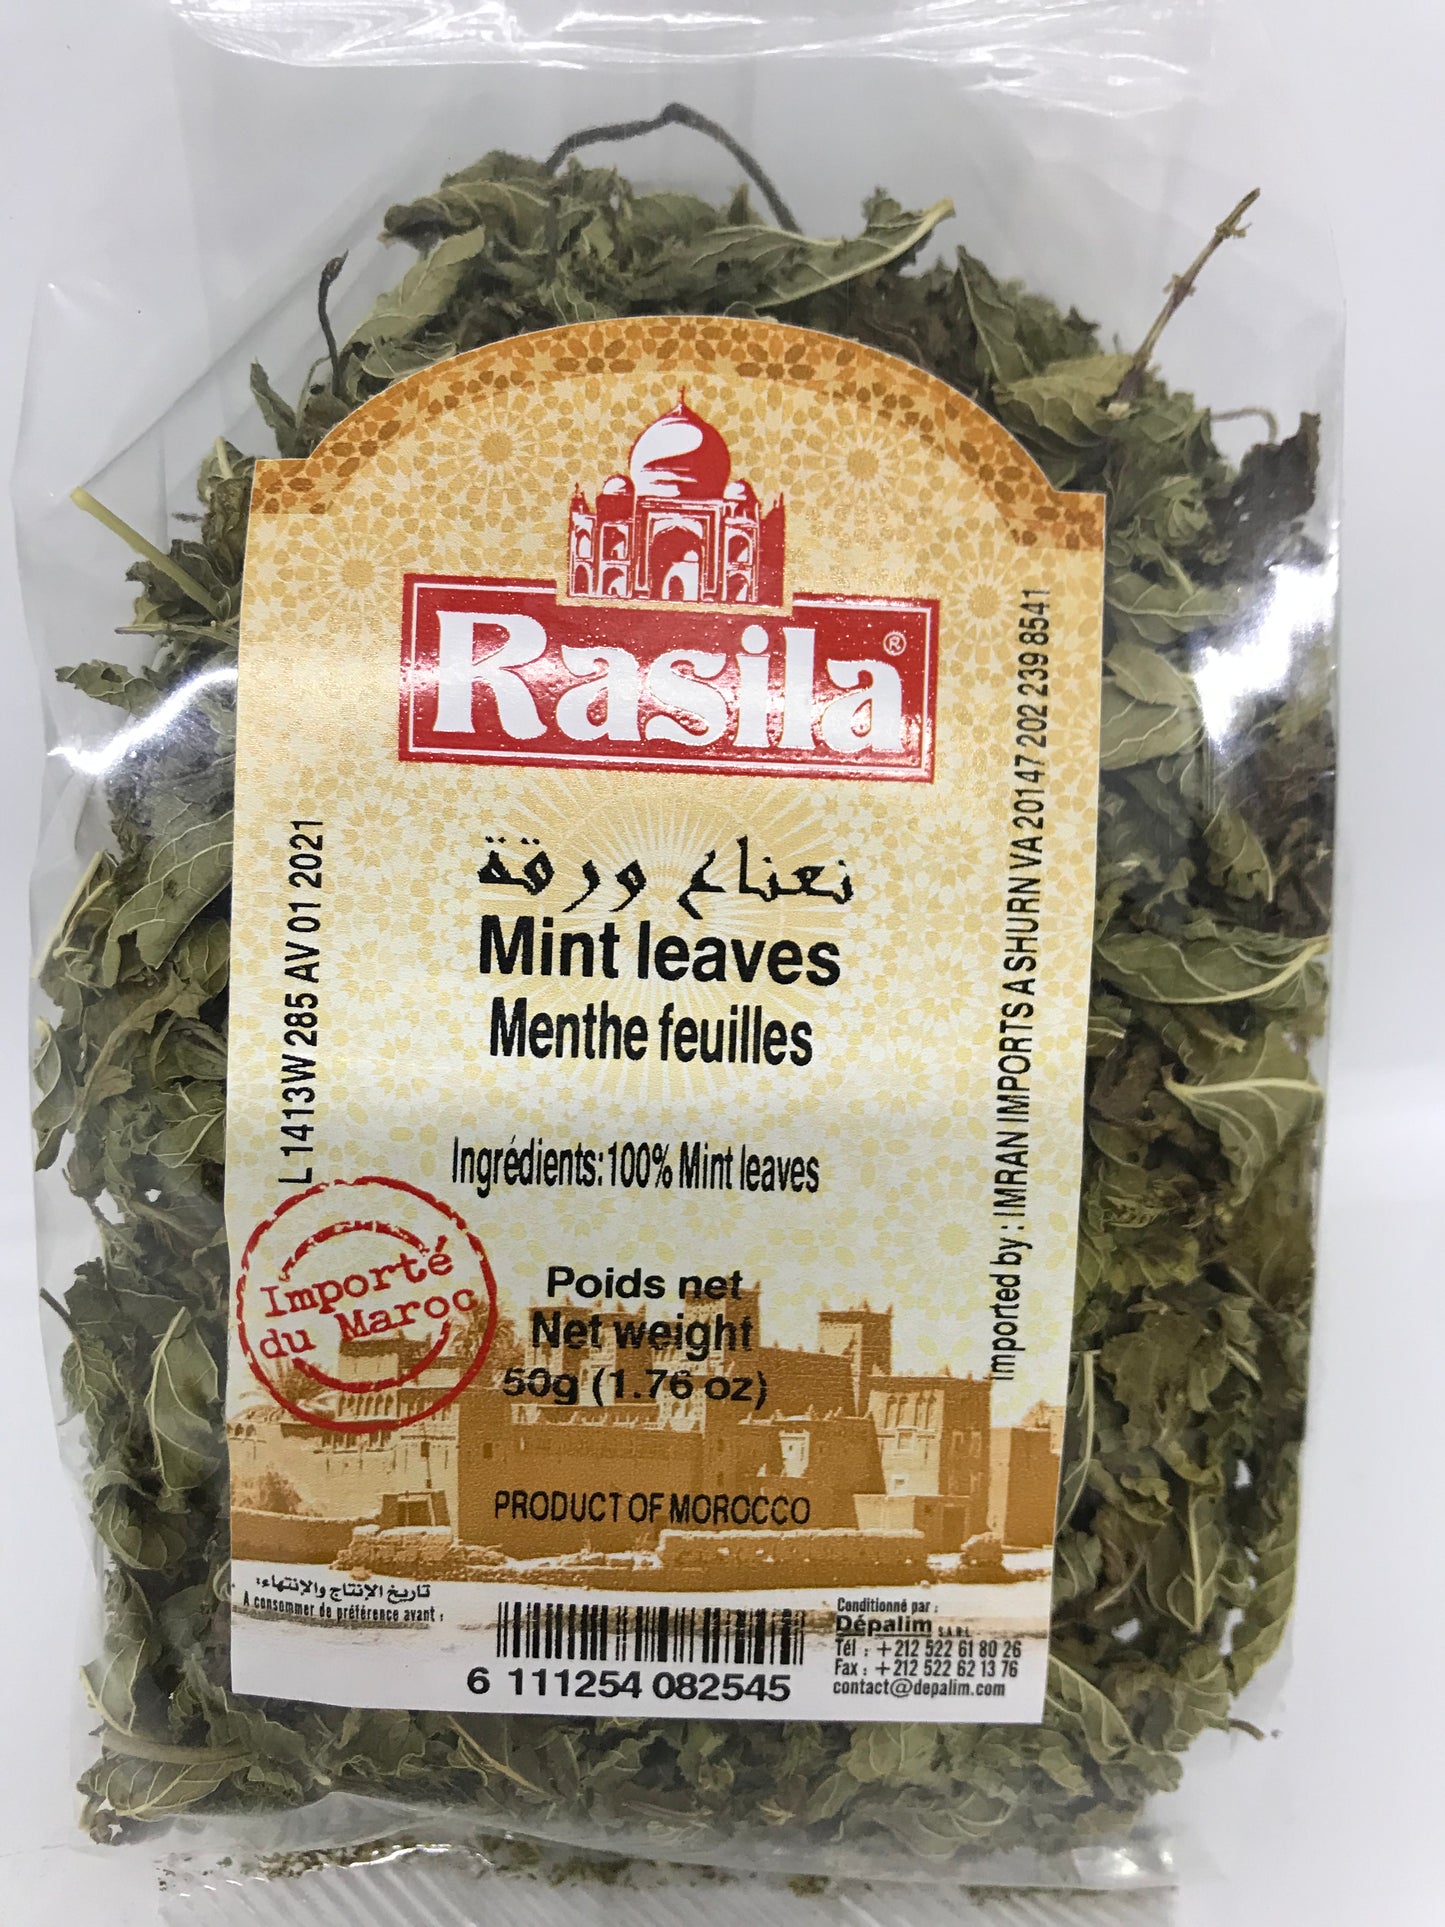 Rasila®
نعناع ورقة
Mint leaves
Menthe feuilles
Ingrédients:100% Mint leaves
L 1413W 285 AV 01 2021
Imported by : IMRAN IMPORTS ASHURN VA 20147 202 239 8541
Importé
du Maroc
Poids net
Net weight
50g (1.76 oz)
PRODUCT OF MOROCCO
تاريخ الإنتاج والإنتهاء:
A consommer de préférence avant :
6 111254 082545
Conditionné par :
Dépalim S.A.R.L
Tél : +212 522 61 80 26
Fax : +212 522 62 13 76
contact@depalim.com